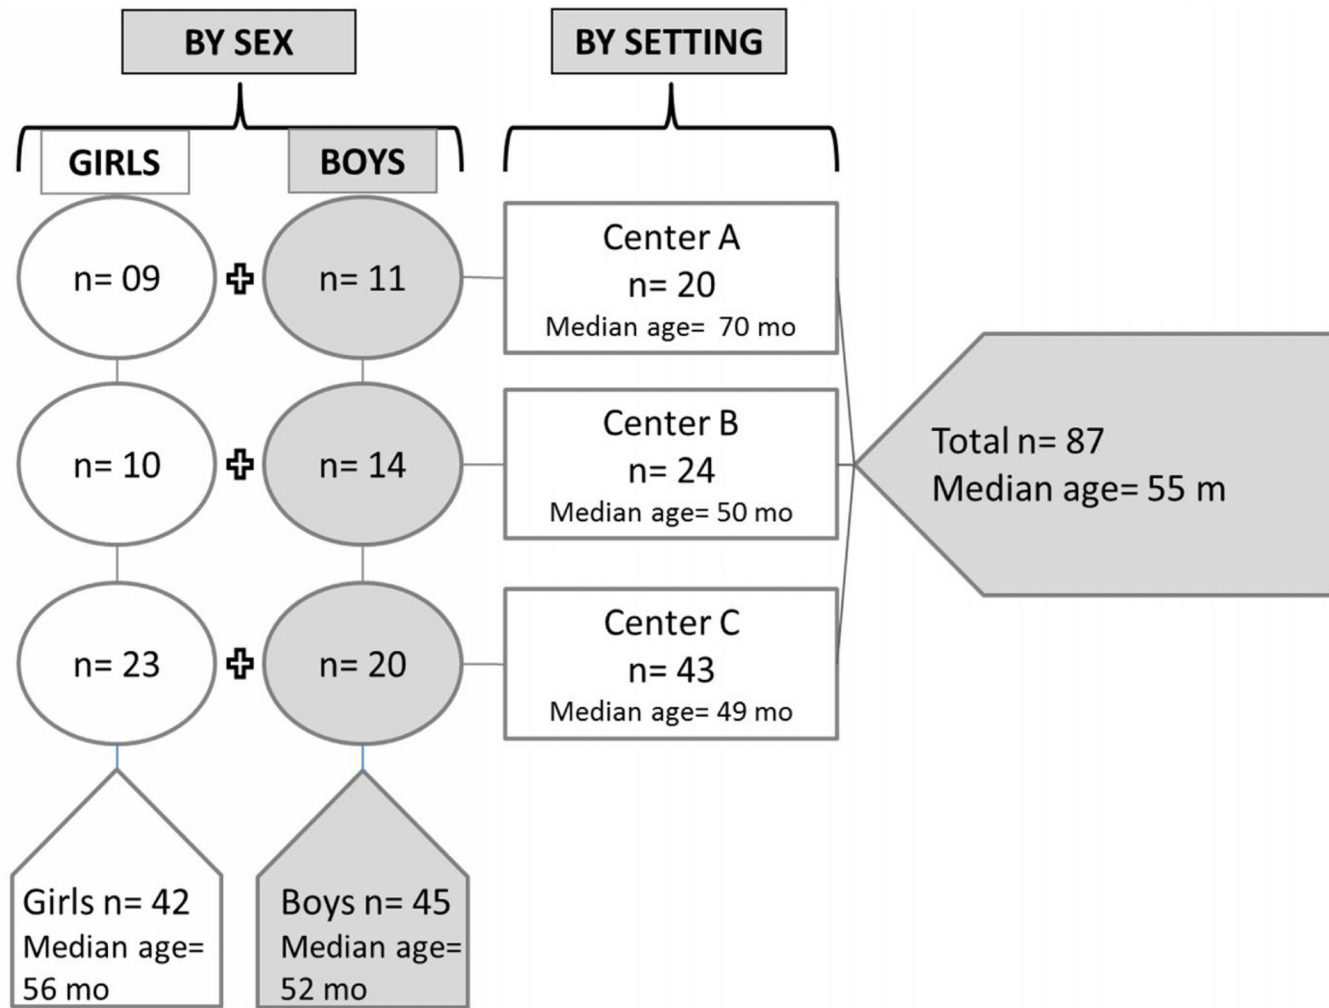 BY SEX
BY SETTING
GIRLS
BOYS
n= 09
n= 11
Center A
n= 20
Median age=  70 mo
n= 10
n= 14
Center B
n= 24
Median age= 50 mo
Total n= 87
Median age= 55 m
n= 23
n= 20
Center C
n= 43
Median age= 49 mo
Girls n= 42
Median age=
56 mo
Boys n= 45
Median age=
52 mo